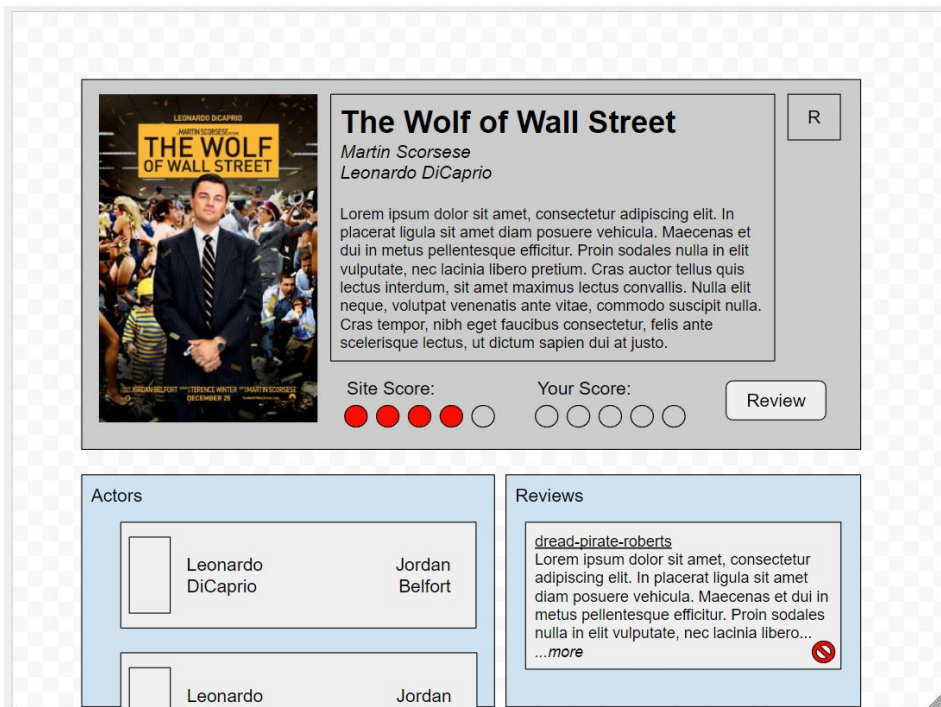 LEONARDO DiCAPRIO
MARTIN SCORSESE
THE WOLF
OF WALL STREET
JORDAN BELFORT TERENCE WINTER MARTIN SCORSESE
DECEMBER 25
The Wolf of Wall Street
Martin Scorsese
Leonardo DiCaprio
Lorem ipsum dolor sit amet, consectetur adipiscing elit. In
placerat ligula sit amet diam posuere vehicula. Maecenas et
dui in metus pellentesque efficitur. Proin sodales nulla in elit
vulputate, nec lacinia libero pretium. Cras auctor tellus quis
lectus interdum, sit amet maximus lectus convallis. Nulla elit
neque, volutpat venenatis ante vitae, commodo suscipit nulla.
Cras tempor, nibh eget faucibus consectetur, felis ante
scelerisque lectus, ut dictum sapien dui at justo.
R
Site Score:
Your Score:
Review
Actors
Leonardo
DiCaprio
Jordan
Belfort
Leonardo
Jordan
Reviews
dread-pirate-roberts
Lorem ipsum dolor sit amet, consectetur
adipiscing elit. In placerat ligula sit amet
diam posuere vehicula. Maecenas et dui in
metus pellentesque efficitur. Proin sodales
nulla in elit vulputate, nec lacinia libero...
...more